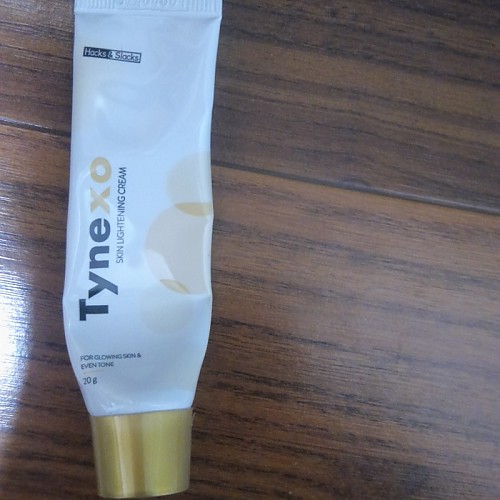 Hacks & Slacks
Tynexo
SKIN LIGHTENING CREAM
FOR GLOWING SKIN &
EVEN TONE
20 g